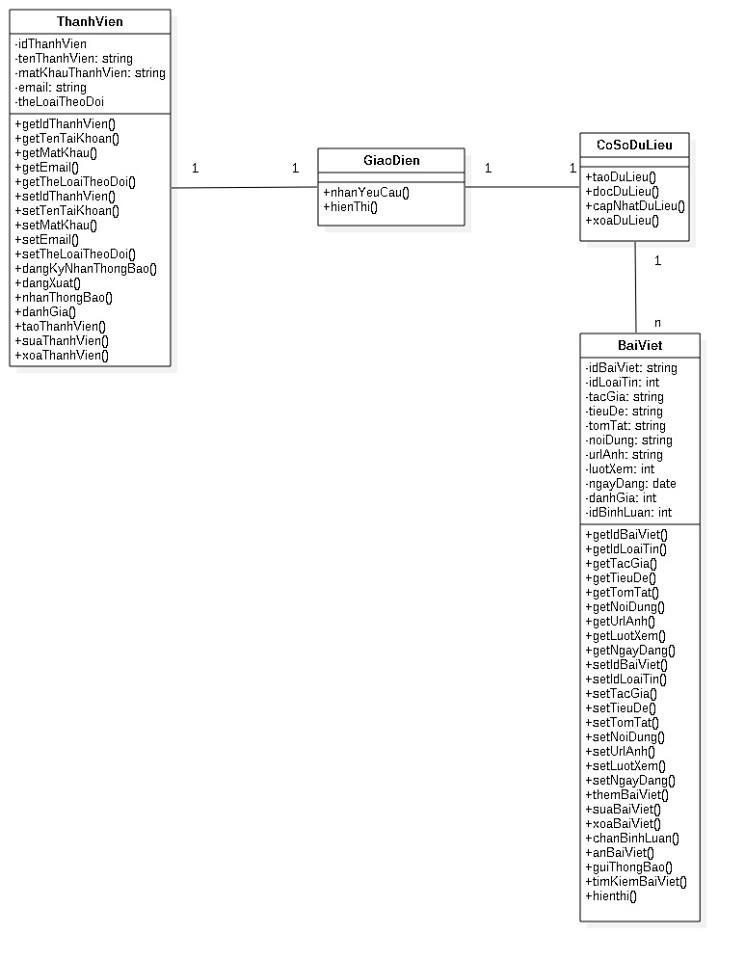 ThanhVien
-idThanhVien
-tenThanhVien: string
-matKhauThanhVien: string
-email: string
-theLoaiTheoDoi
+getIdThanhVien()
+getTenTaiKhoan()
+getMatKhau()
+getEmail()
+getTheLoaiTheoDoi()
+setIdThanhVien()
+setTenTaiKhoan()
+setMatKhau()
+setEmail()
+setTheLoaiTheoDoi()
+dangKyNhanThongBao()
+dangXuat()
+nhanThongBao()
+danhGia()
+taoThanhVien()
+suaThanhVien()
+xoaThanhVien()
1
1
GiaoDien
+nhanYeuCau()
+hienThi()
1
1
CoSoDuLieu
+taoDuLieu()
+docDuLieu()
+capNhatDuLieu()
+xoaDuLieu()
1
n
BaiViet
-idBaiViet: string
-idLoaiTin: int
-tacGia: string
-tieuDe: string
-tomTat: string
-noiDung: string
-urlAnh: string
-luotXem: int
-ngayDang: date
-danhGia: int
-idBinhLuan: int
+getIdBaiViet()
+getIdLoaiTin()
+getTacGia()
+getTieuDe()
+getTomTat()
+getNoiDung()
+getUrlAnh()
+getLuotXem()
+getNgayDang()
+setIdBaiViet()
+setIdLoaiTin()
+setTacGia()
+setTieuDe()
+setTomTat()
+setNoiDung()
+setUrlAnh()
+setLuotXem()
+setNgayDang()
+themBaiViet()
+suaBaiViet()
+xoaBaiViet()
+chanBinhLuan()
+anBaiViet()
+guiThongBao()
+timKiemBaiViet()
+hienthi()